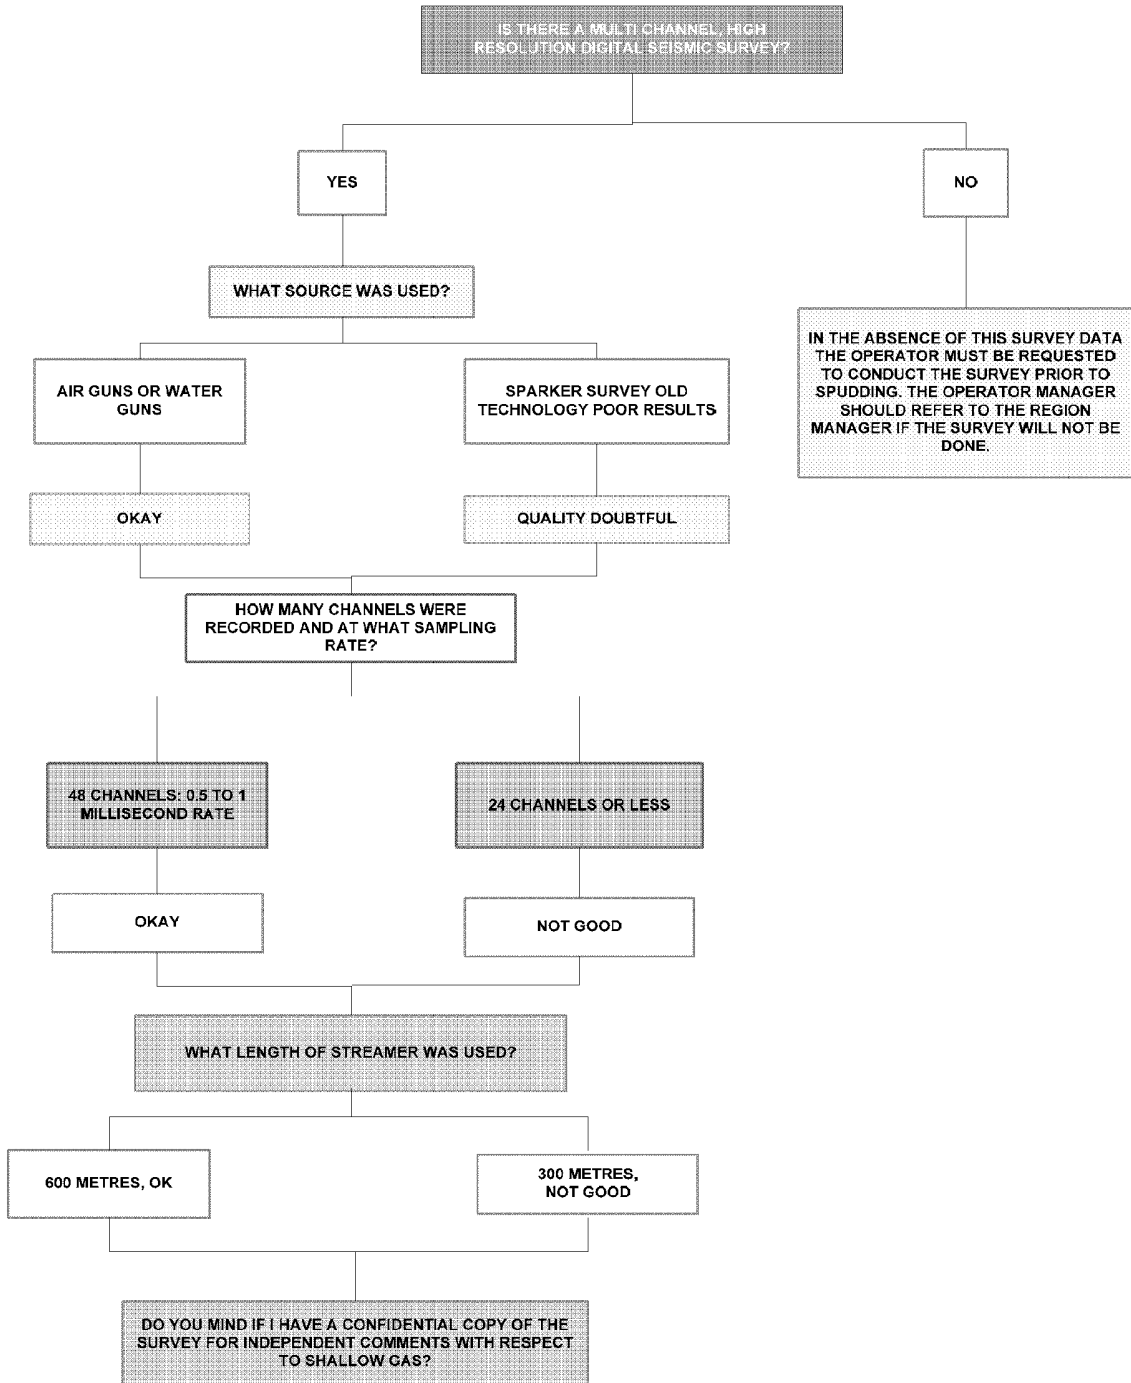 IS THERE A MULTI CHANNEL, HIGH
RESOLUTION DIGITAL SEISMIC SURVEY?
YES
NO
WHAT SOURCE WAS USED?
IN THE ABSENCE OF THIS SURVEY DATA
THE OPERATOR MUST BE REQUESTED
TO CONDUCT THE SURVEY PRIOR TO
SPUDDING. THE OPERATOR MANAGER
SHOULD REFER TO THE REGION
MANAGER IF THE SURVEY WILL NOT BE
DONE.
AIR GUNS OR WATER
GUNS
SPARKER SURVEY OLD
TECHNOLOGY POOR RESULTS
OKAY
QUALITY DOUBTFUL
HOW MANY CHANNELS WERE
RECORDED AND AT WHAT SAMPLING
RATE?
48 CHANNELS: 0.5 TO 1
MILLISECOND RATE
24 CHANNELS OR LESS
OKAY
NOT GOOD
WHAT LENGTH OF STREAMER WAS USED?
600 METRES, OK
300 METRES,
NOT GOOD
DO YOU MIND IF I HAVE A CONFIDENTIAL COPY OF THE
SURVEY FOR INDEPENDENT COMMENTS WITH RESPECT
TO SHALLOW GAS?